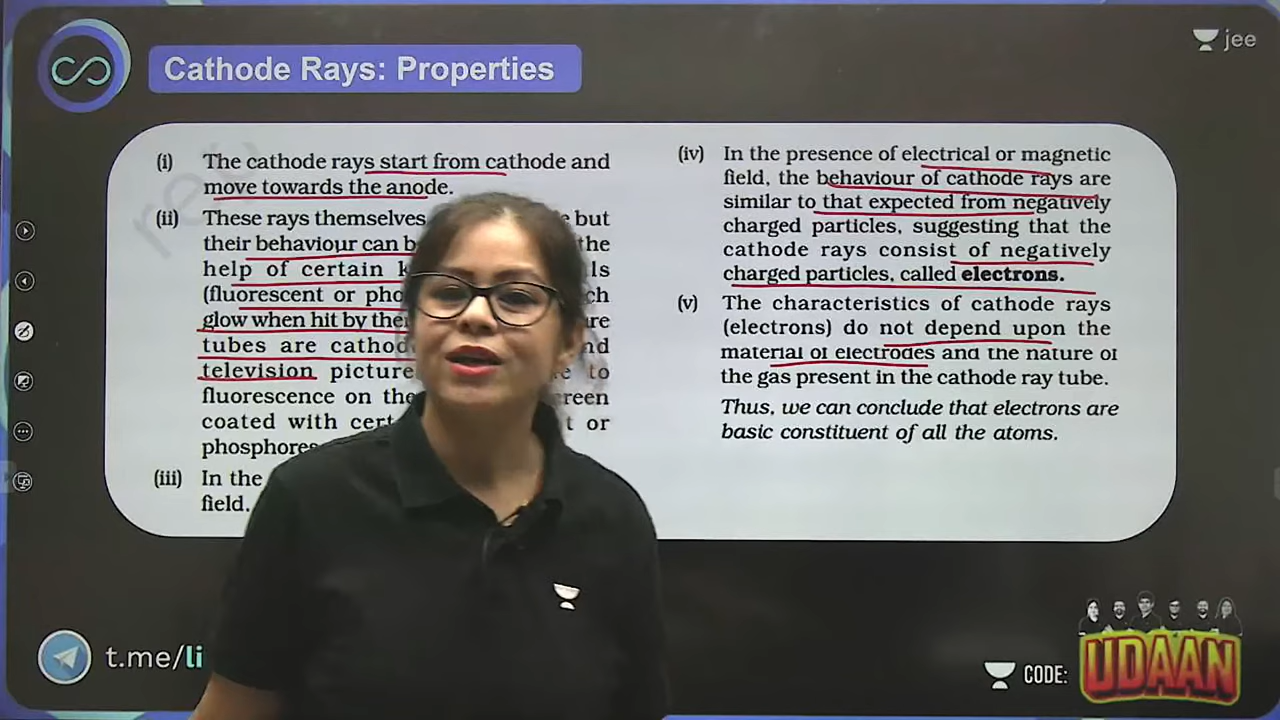 Cathode Rays: Properties
jee
(i) The cathode rays start from cathode and
move towards the anode.
(ii) These rays themselves but
their behaviour can b the
help of certain
(fluorescent or pho
glow when hit by the
tubes are cathod
television picture to
fluorescence on the
coated with cert or
phosphores
(iii) In the
field.
(iv) In the presence of electrical or magnetic
field, the behaviour of cathode rays are
similar to that expected from negatively
charged particles, suggesting that the
cathode rays consist of negatively
charged particles, called electrons.
(v) The characteristics of cathode rays
(electrons) do not depend upon the
material of electrodes and the nature of
the gas present in the cathode ray tube.
Thus, we can conclude that electrons are
basic constituent of all the atoms.
t.me/li
CODE:
UDAAN